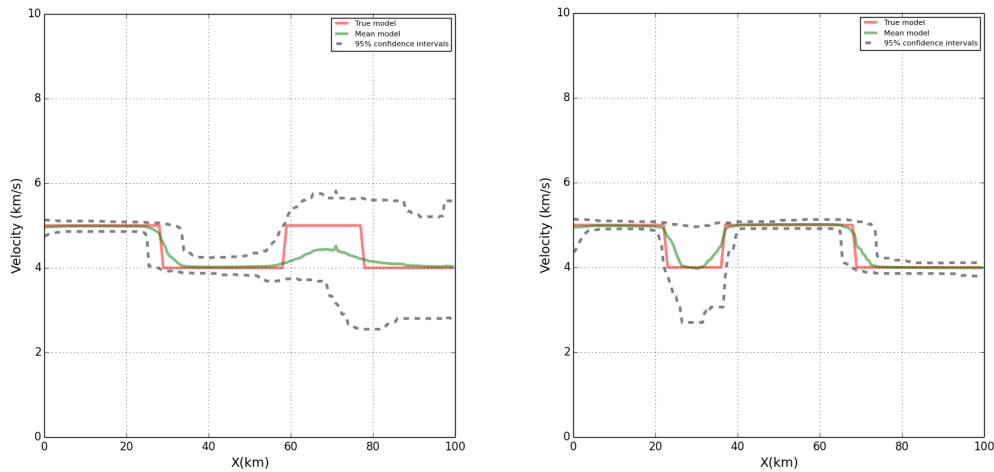 10
8
6
4
2
0
Velocity (km/s)
0 20 40 60 80 100
X(km)
True model
Mean model
95% confidence intervals
10
8
6
4
2
0
Velocity (km/s)
0 20 40 60 80 100
X(km)
True model
Mean model
95% confidence intervals